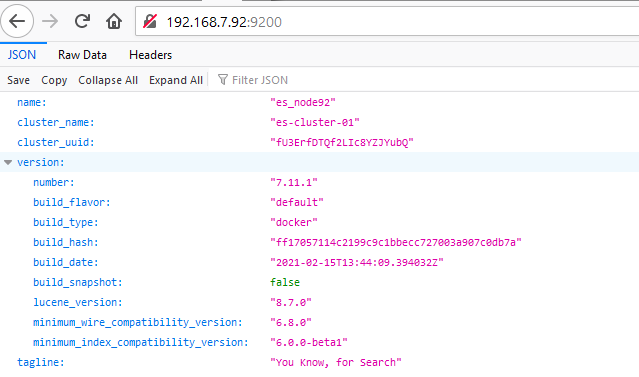 192.168.7.92:9200
JSON Raw Data Headers
Save Copy Collapse All Expand All Filter JSON
name: "es_node92"
cluster_name: "es-cluster-01"
cluster_uuid: "fU3ErfDTQf2LIc8YZJYubQ"
version:
number: "7.11.1"
build_flavor: "default"
build_type: "docker"
build_hash: "ff17057114c2199c9c1bbecc727003a907c0db7a"
build_date: "2021-02-15T13:44:09.394032Z"
build_snapshot: false
lucene_version: "8.7.0"
minimum_wire_compatibility_version: "6.8.0"
minimum_index_compatibility_version: "6.0.0-beta1"
tagline: "You Know, for Search"